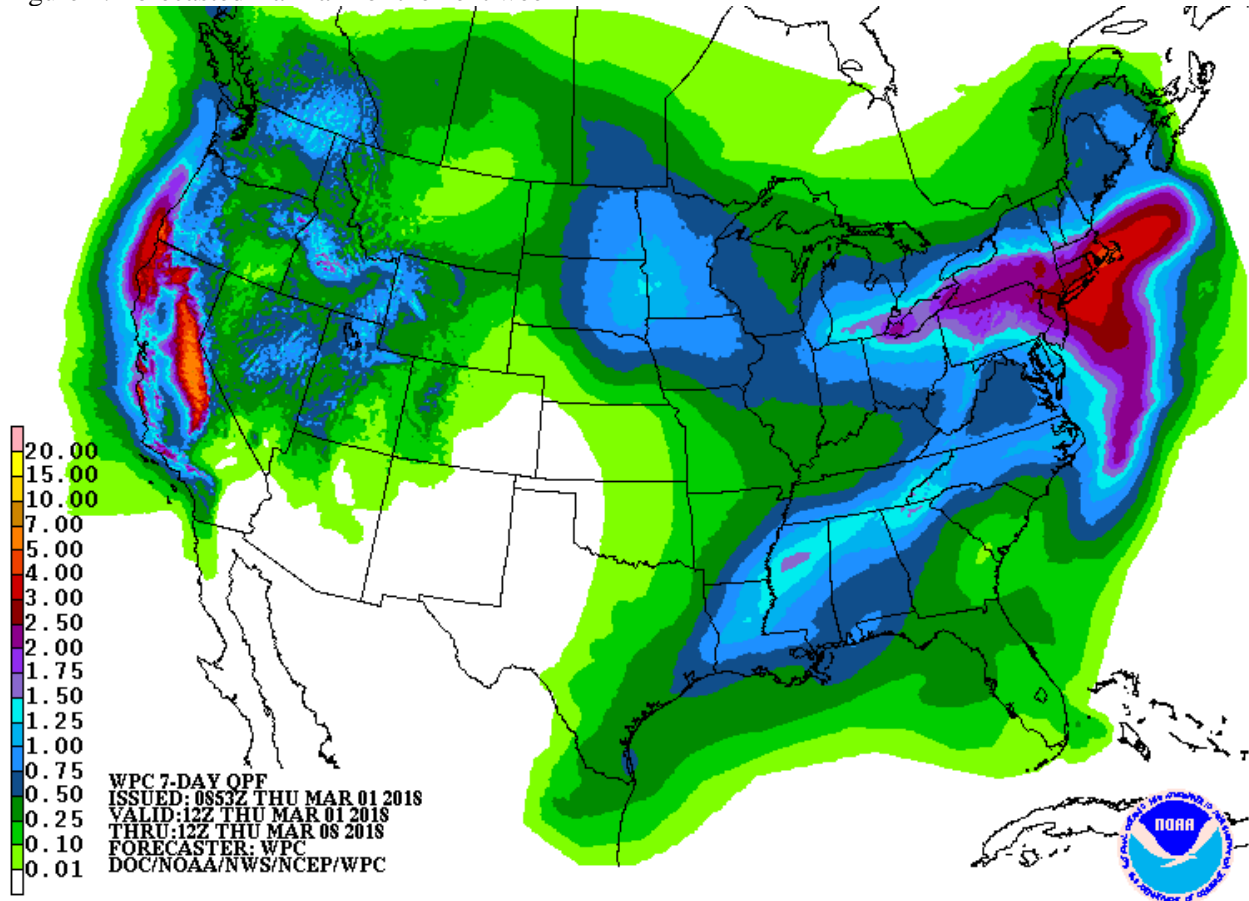 20.00
15.00
10.00
7.00
5.00
4.00
3.00
2.50
2.00
1.75
1.50
1.25
1.00
0.75
0.50
0.25
0.10
0.01
WPC 7-DAY QPF
ISSUED: 0853Z THU MAR 01 2018
VALID:12Z THU MAR 01 2018
THRU:12Z THU MAR 08 2018
FORECASTER: WPC
DOC/NOAA/NWS/NCEP/WPC
NOAA